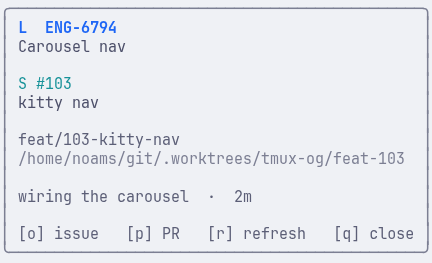 L  ENG-6794
Carousel nav
S #103
kitty nav
feat/103-kitty-nav
/home/noams/git/.worktrees/tmux-og/feat-103
wiring the carousel  ·  2m
[o] issue   [p] PR   [r] refresh   [q] close